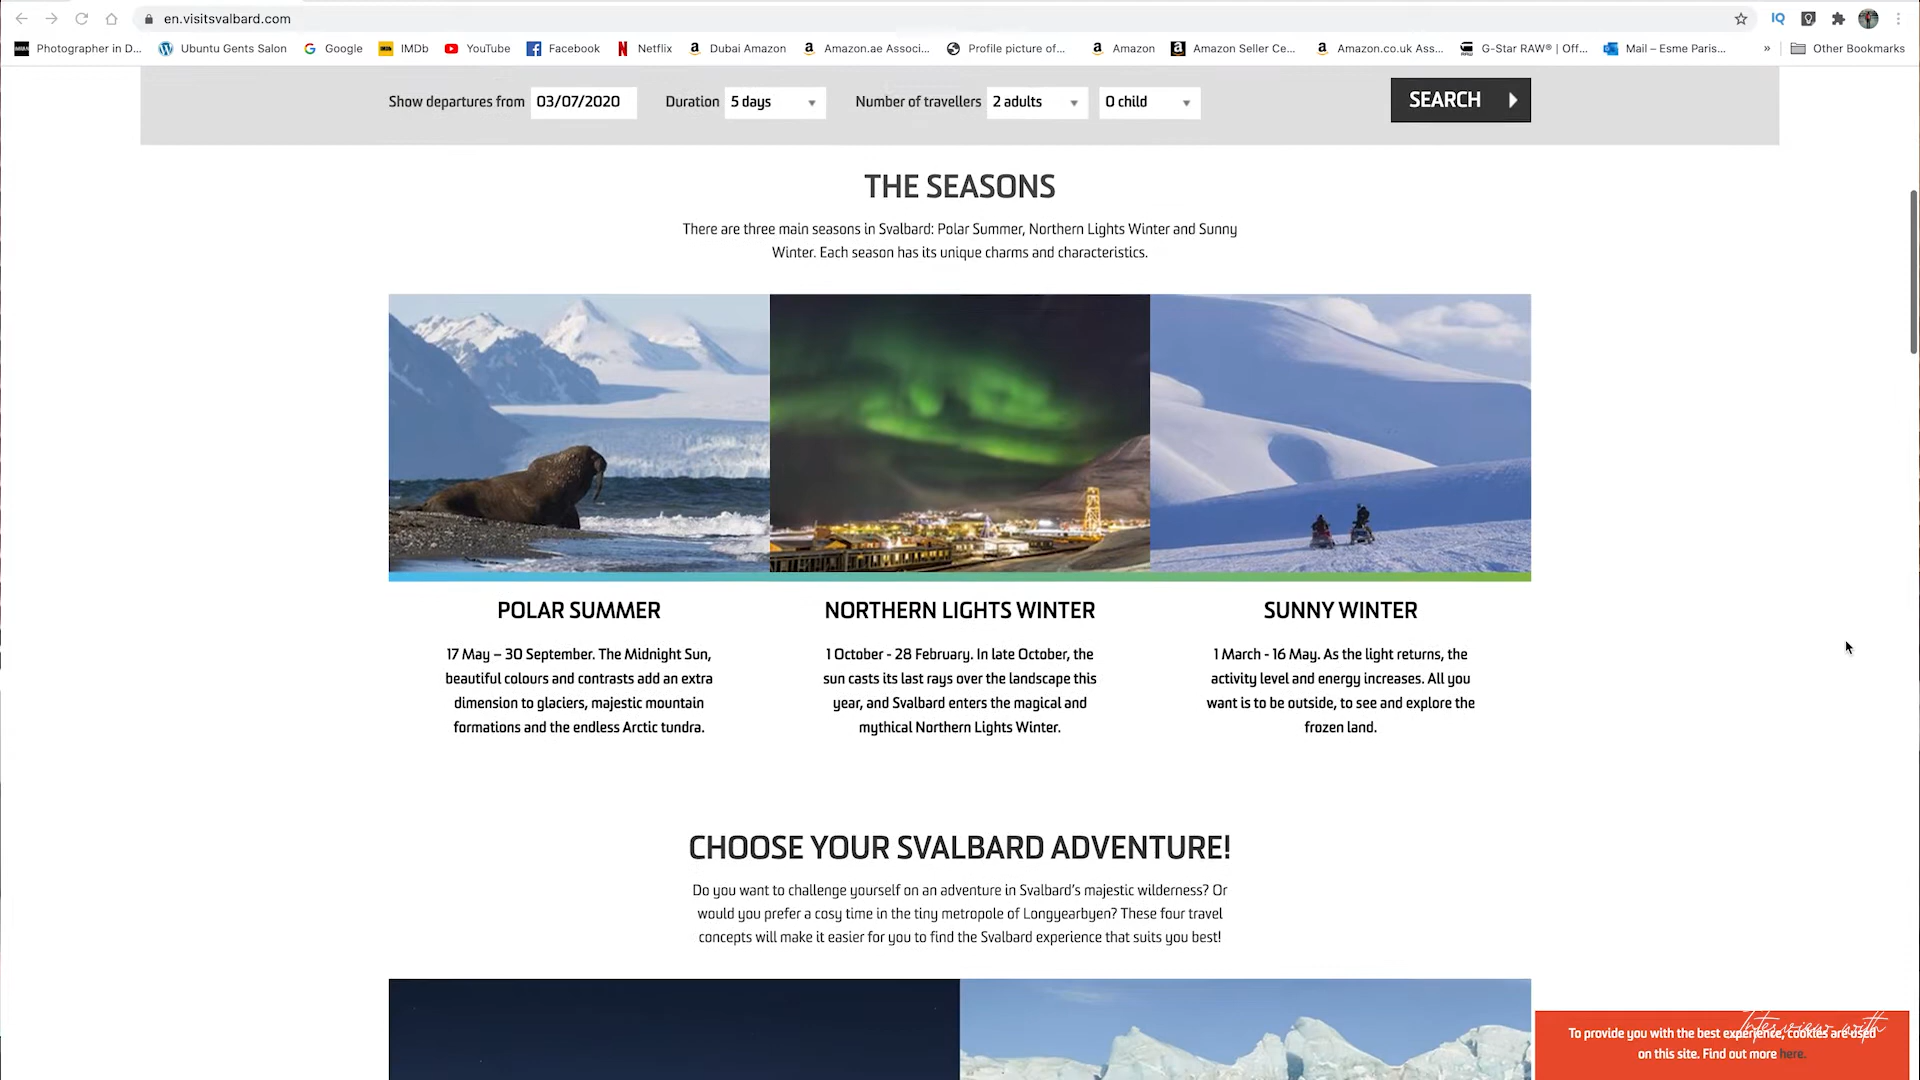 en.visitsvalbard.com
Photographer in D... Ubuntu Gents Salon Google IMDb YouTube Facebook Netflix Dubai Amazon Amazon.ae Associ... Profile picture of... Amazon Amazon Seller Ce... Amazon.co.uk Ass... G-Star RAW® | Off... Mail – Esme Paris... » Other Bookmarks
Show departures from 03/07/2020 Duration 5 days Number of travellers 2 adults 0 child SEARCH
THE SEASONS
There are three main seasons in Svalbard: Polar Summer, Northern Lights Winter and Sunny
Winter. Each season has its unique charms and characteristics.
POLAR SUMMER
17 May – 30 September. The Midnight Sun,
beautiful colours and contrasts add an extra
dimension to glaciers, majestic mountain
formations and the endless Arctic tundra.
NORTHERN LIGHTS WINTER
1 October - 28 February. In late October, the
sun casts its last rays over the landscape this
year, and Svalbard enters the magical and
mythical Northern Lights Winter.
SUNNY WINTER
1 March - 16 May. As the light returns, the
activity level and energy increases. All you
want is to be outside, to see and explore the
frozen land.
CHOOSE YOUR SVALBARD ADVENTURE!
Do you want to challenge yourself on an adventure in Svalbard's majestic wilderness? Or
would you prefer a cosy time in the tiny metropole of Longyearbyen? These four travel
concepts will make it easier for you to find the Svalbard experience that suits you best!
To provide you with the best experience, cookies are used
on this site. Find out more here.
Interview with